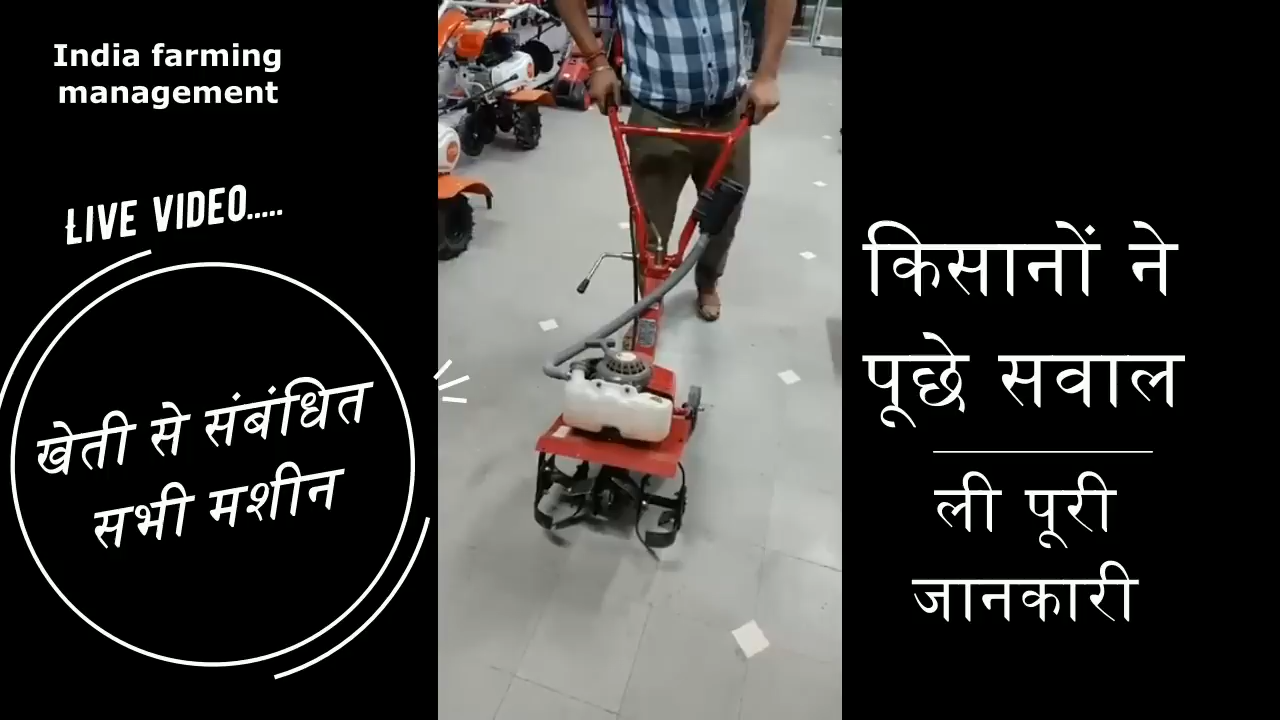 India farming
management
LIVE VIDEO.....
खेती से संबंधित
सभी मशीन
किसानों ने
पूछे सवाल
ली पूरी
जानकारी